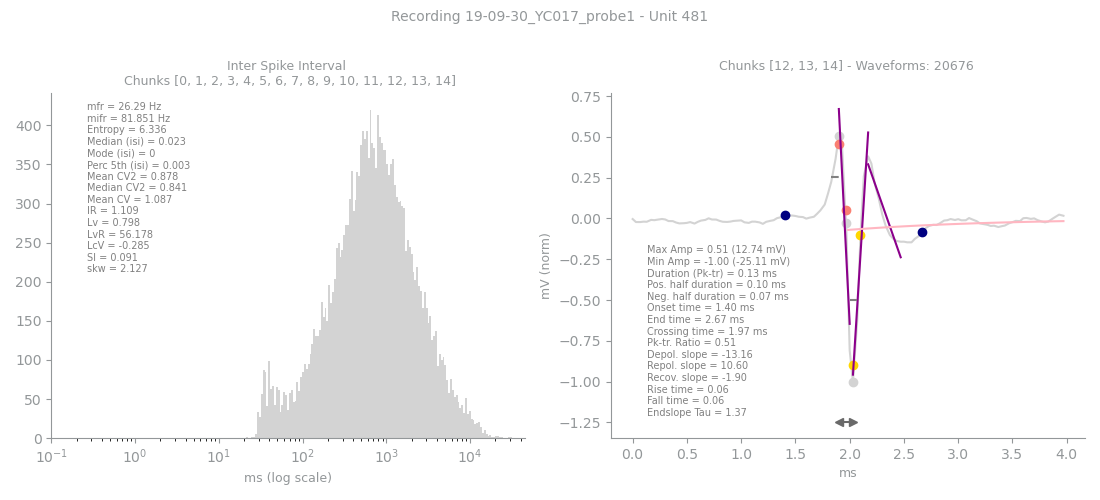 Recording 19-09-30_YC017_probe1 - Unit 481
Inter Spike Interval
Chunks [0, 1, 2, 3, 4, 5, 6, 7, 8, 9, 10, 11, 12, 13, 14]
mfr = 26.29 Hz
mifr = 81.851 Hz
Entropy = 6.336
Median (isi) = 0.023
Mode (isi) = 0
Perc 5th (isi) = 0.003
Mean CV2 = 0.878
Median CV2 = 0.841
Mean CV = 1.087
IR = 1.109
Lv = 0.798
LvR = 56.178
LcV = -0.285
SI = 0.091
skw = 2.127
400
350
300
250
200
150
100
50
0
10⁻¹ 10⁰ 10¹ 10² 10³ 10⁴
ms (log scale)
Chunks [12, 13, 14] - Waveforms: 20676
mV (norm)
0.75
0.50
0.25
0.00
−0.25
−0.50
−0.75
−1.00
−1.25
Max Amp = 0.51 (12.74 mV)
Min Amp = -1.00 (-25.11 mV)
Duration (Pk-tr) = 0.13 ms
Pos. half duration = 0.10 ms
Neg. half duration = 0.07 ms
Onset time = 1.40 ms
End time = 2.67 ms
Crossing time = 1.97 ms
Pk-tr. Ratio = 0.51
Depol. slope = -13.16
Repol. slope = 10.60
Recov. slope = -1.90
Rise time = 0.06
Fall time = 0.06
Endslope Tau = 1.37
0.0 0.5 1.0 1.5 2.0 2.5 3.0 3.5 4.0
ms